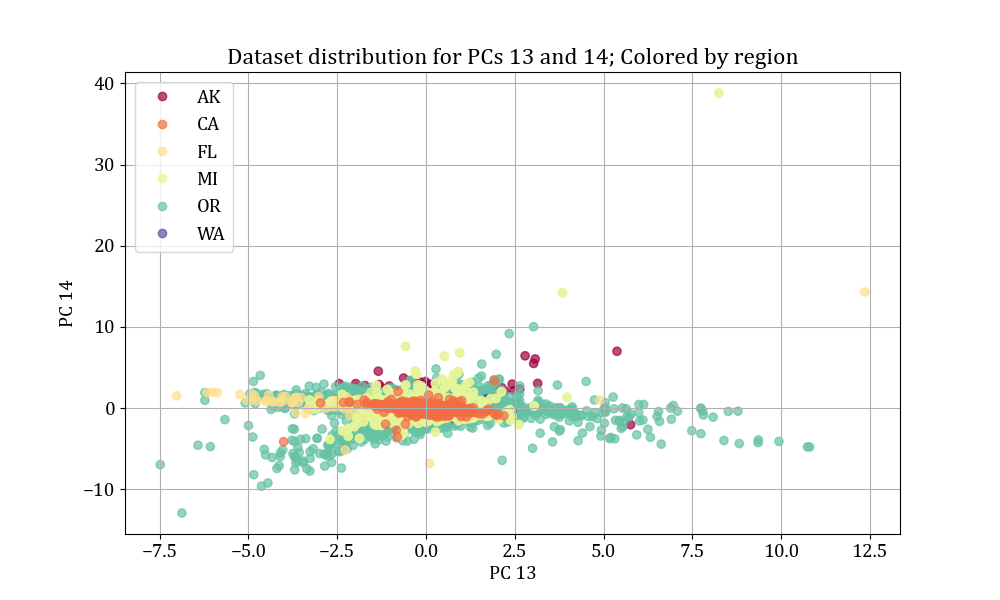 Dataset distribution for PCs 13 and 14; Colored by region
40
30
20
10
0
−10
PC 14
AK
CA
FL
MI
OR
WA
−7.5 −5.0 −2.5 0.0 2.5 5.0 7.5 10.0 12.5
PC 13